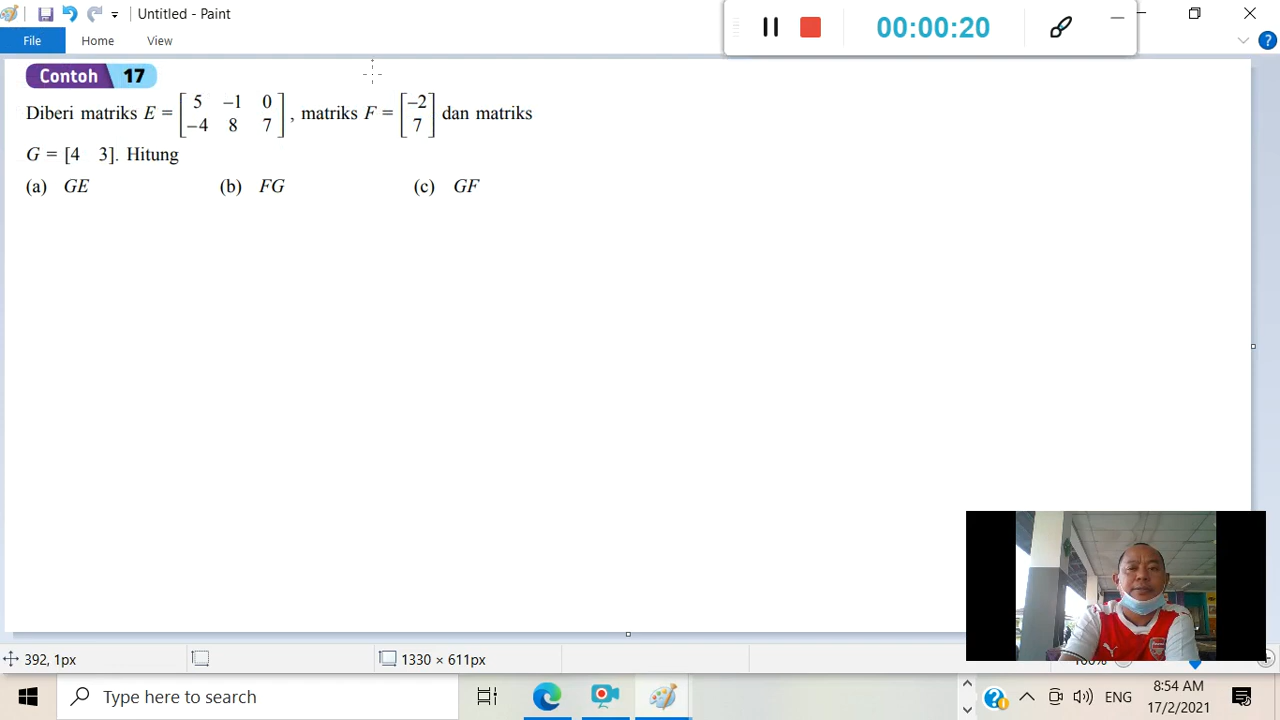 Untitled - Paint
00:00:20
File Home View
Contoh 17
Diberi matriks E = [5 −1 0
−4 8 7], matriks F = [−2
7] dan matriks
G = [4 3]. Hitung
(a) GE (b) FG (c) GF
392, 1px
1330 × 611px
100%
Type here to search
ENG
8:54 AM
17/2/2021